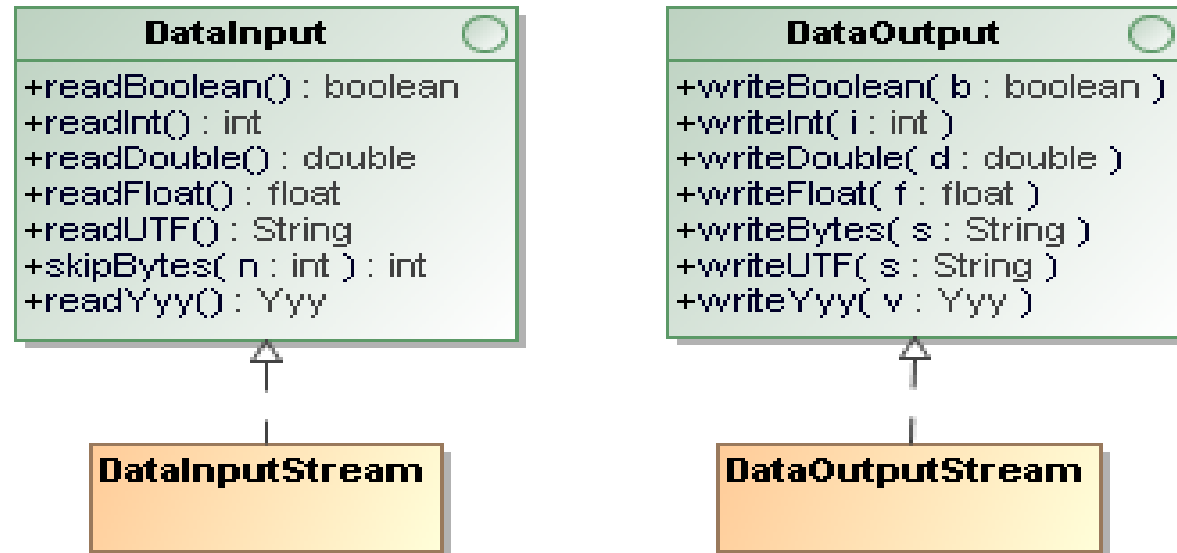 DataInput
+readBoolean() : boolean
+readInt() : int
+readDouble() : double
+readFloat() : float
+readUTF() : String
+skipBytes( n : int ) : int
+readYyy() : Yyy
DataOutput
+writeBoolean( b : boolean )
+writeInt( i : int )
+writeDouble( d : double )
+writeFloat( f : float )
+writeBytes( s : String )
+writeUTF( s : String )
+writeYyy( v : Yyy )
DataInputStream
DataOutputStream